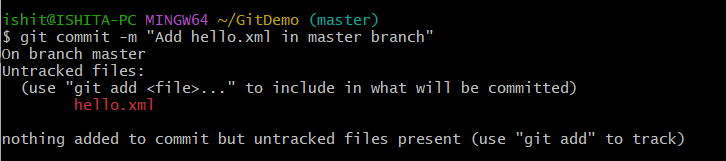 ishit@ISHITA-PC MINGW64 ~/GitDemo (master)
$ git commit -m "Add hello.xml in master branch"
On branch master
Untracked files:
  (use "git add <file>..." to include in what will be committed)
        hello.xml

nothing added to commit but untracked files present (use "git add" to track)